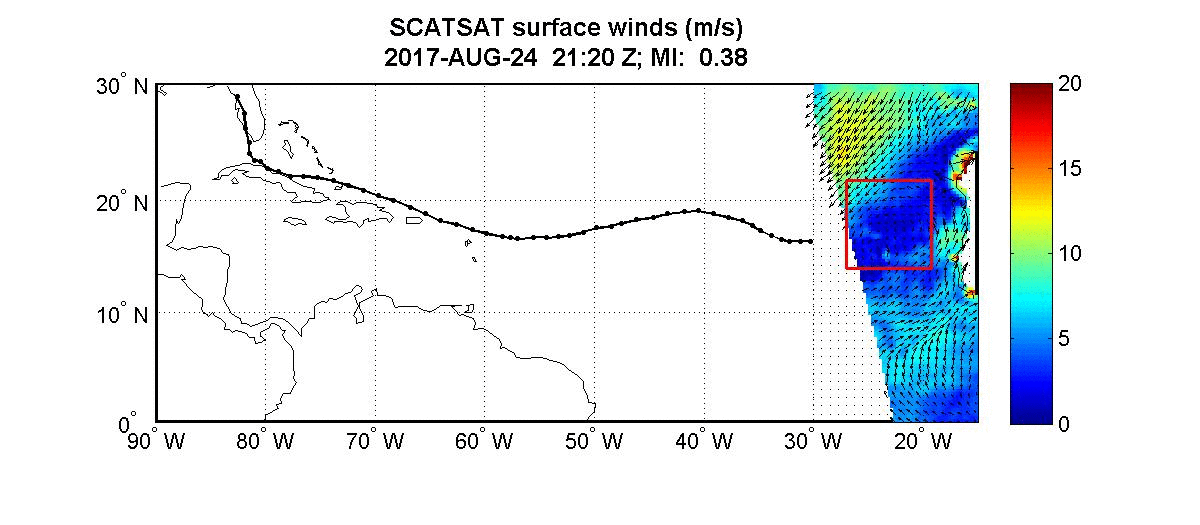 SCATSAT surface winds (m/s)
2017-AUG-24 21:20 Z; MI: 0.38
30° N
20° N
10° N
0°
90° W
80° W
70° W
60° W
50° W
40° W
30° W
20° W
20
15
10
5
0